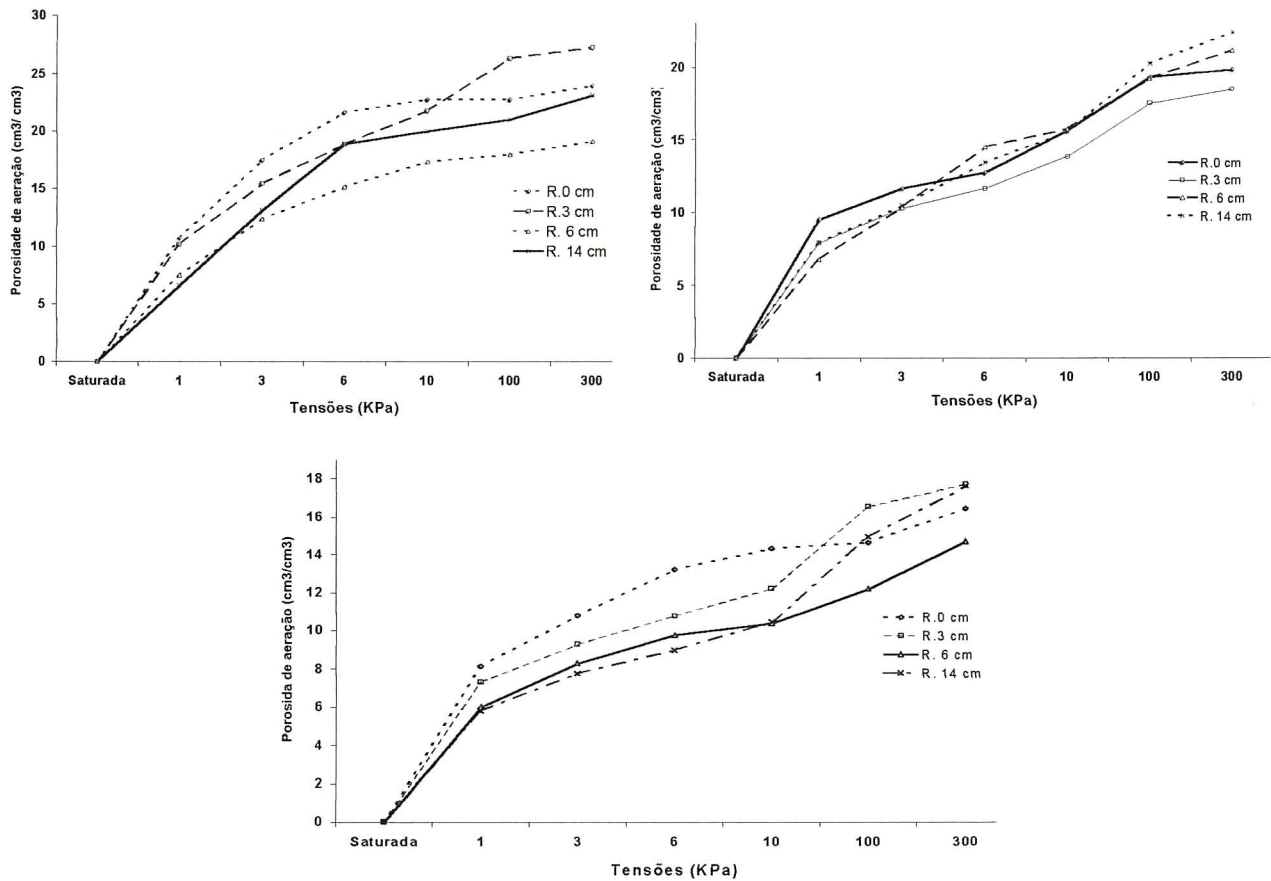 30
25
20
15
10
5
0
Porosidade de aeração (cm3/ cm3)
Saturada 1 3 6 10 100 300
Tensões (KPa)
R.0 cm
R.3 cm
R. 6 cm
R. 14 cm
20
15
10
5
0
Porosidade de aeração (cm3/cm3)
Saturada 1 3 6 10 100 300
Tensões (KPa)
R.0 cm
R.3 cm
R. 6 cm
R. 14 cm
18
16
14
12
10
8
6
4
2
0
Porosida de aeração (cm3/cm3)
Saturada 1 3 6 10 100 300
Tensões (KPa)
R.0 cm
R.3 cm
R. 6 cm
R. 14 cm